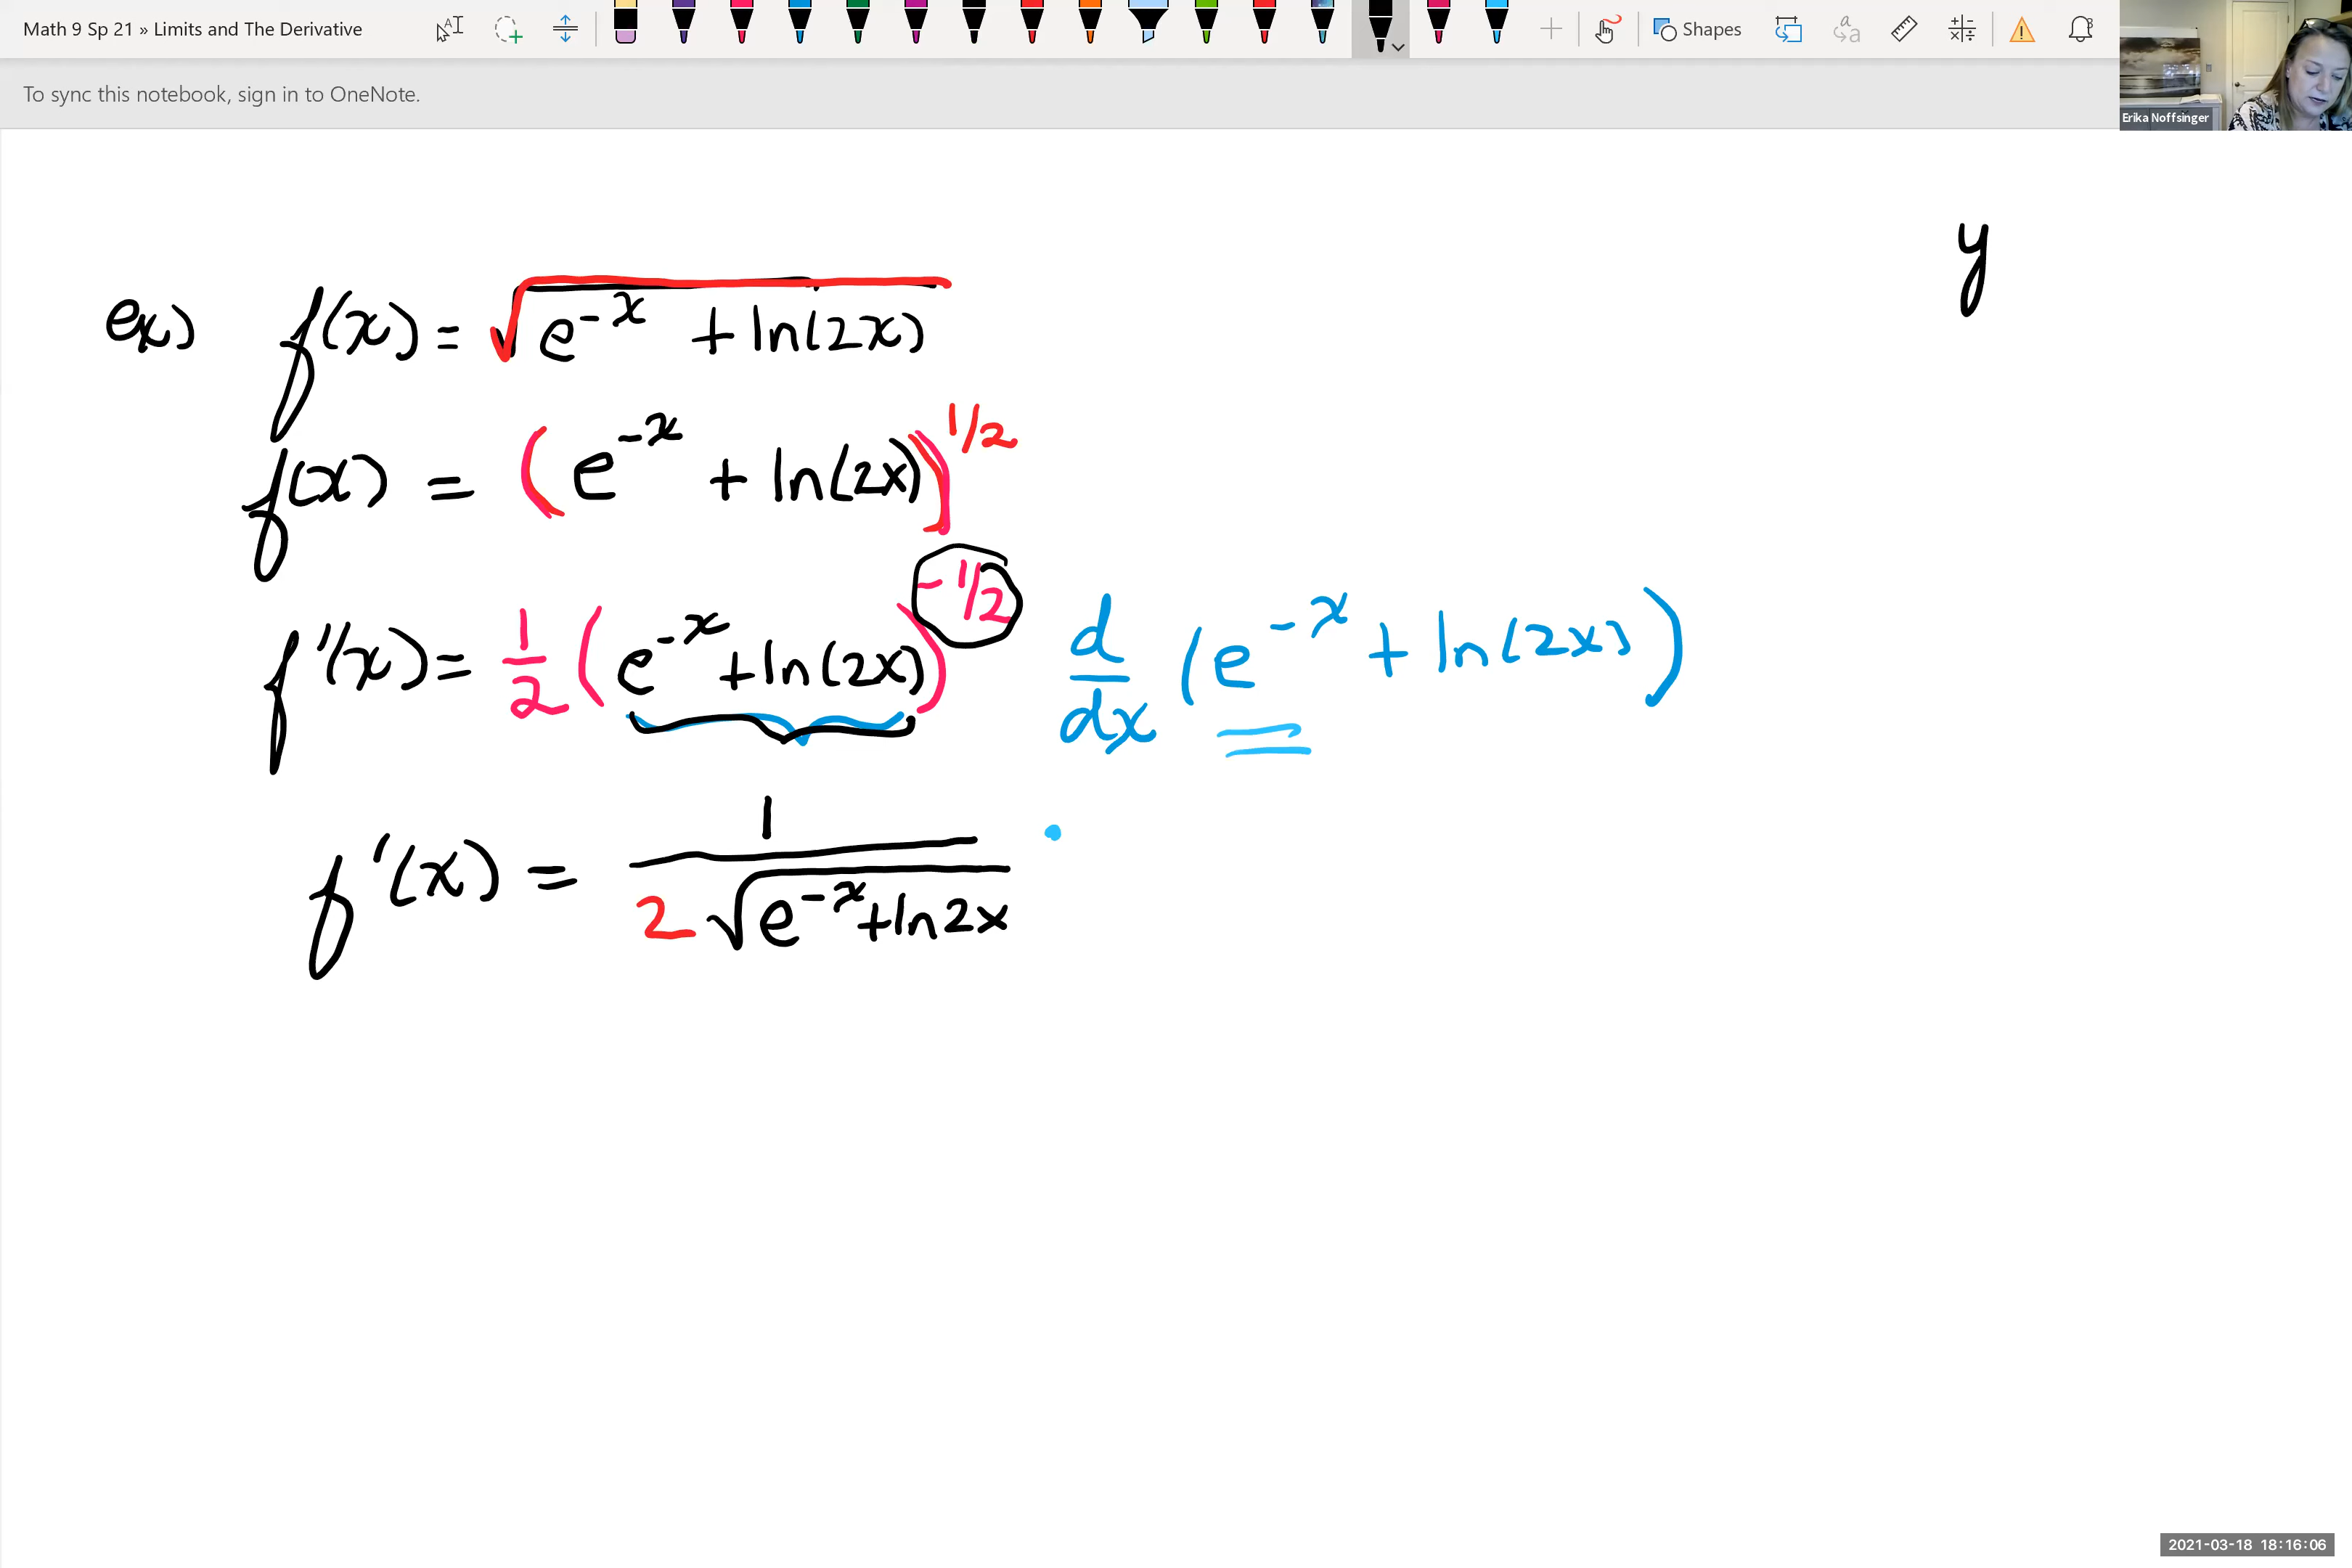 Math 9 Sp 21 » Limits and The Derivative
Shapes
To sync this notebook, sign in to OneNote.
Erika Noffsinger
y
ex) f(x) = √(e^{-x} + ln(2x))
f(x) = (e^{-x} + ln(2x))^{1/2}
f'(x) = 1/2 (e^{-x} + ln(2x))^{-1/2} d/dx (e^{-x} + ln(2x))
f'(x) = 1/(2√(e^{-x} + ln2x)) ·
2021-03-18 18:16:06